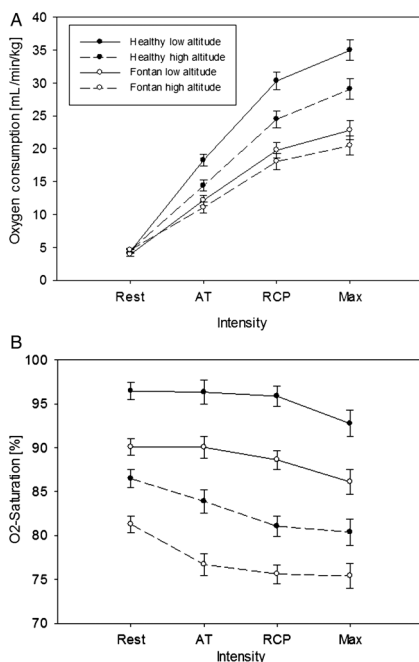 A
Oxygen consumption [mL/min/kg]
40
35
30
25
20
15
10
5
0
Healthy low altitude
Healthy high altitude
Fontan low altitude
Fontan high altitude
Rest AT RCP Max
Intensity
B
O2-Saturation [%]
100
95
90
85
80
75
70
Rest AT RCP Max
Intensity